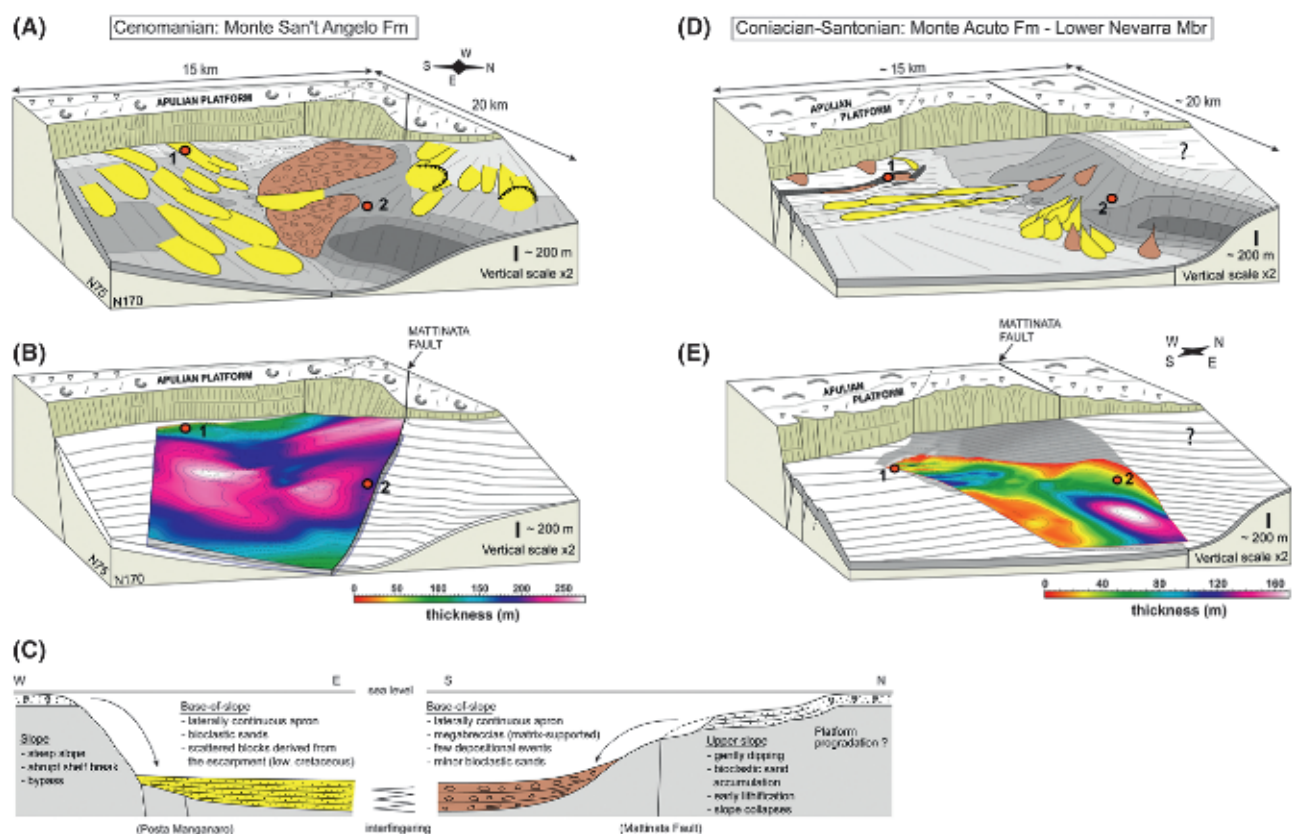 (A)
Cenomanian: Monte San't Angelo Fm
15 km
W
S
N
E
20 km
APULIAN PLATFORM
1
2
~ 200 m
Vertical scale x2
N75
N170
(D)
Coniacian-Santonian: Monte Acuto Fm - Lower Nevarra Mbr
~ 15 km
~ 20 km
APULIAN
PLATFORM
1
?
2
~ 200 m
Vertical scale x2
(B)
MATTINATA
FAULT
APULIAN PLATFORM
1
2
~ 200 m
Vertical scale x2
N75
N170
0 50 100 150 200 250
thickness (m)
(E)
MATTINATA
FAULT
W N
S E
APULIAN
PLATFORM
?
1
2
~ 200 m
Vertical scale x2
0 40 80 120 160
thickness (m)
(C)
W
E
sea level
S
N
Slope
- steep slope
- abrupt shelf break
- bypass
Base-of-slope
- laterally continuous apron
- bioclastic sands
- scattered blocks derived from
the escarpment (low. cretaceous)
(Posta Manganaro)
interfingering
Base-of-slope
- laterally continuous apron
- megabreccias (matrix-supported)
- few depositional events
- minor bioclastic sands
Upper slope
- gently dipping
- bioclastic sand
accumulation
- early lithification
- slope collapses
Platform
progradation ?
(Mattinata Fault)